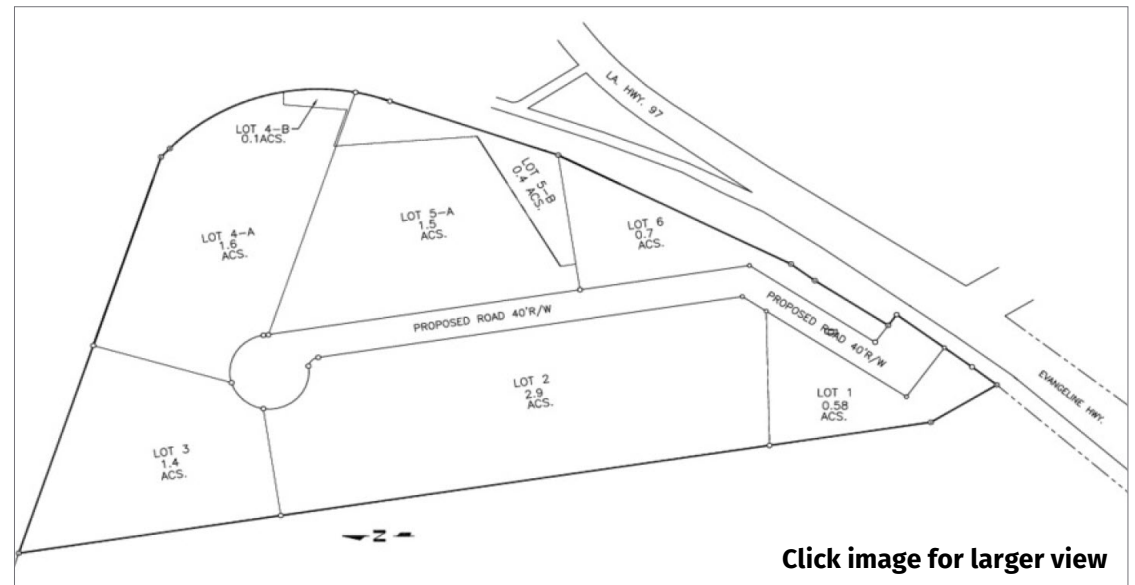 LA. HWY. 97
LOT 4-B
0.1ACS.
LOT 5-B
0.4 ACS.
LOT 5-A
1.5
ACS.
LOT 6
0.7
ACS.
LOT 4-A
1.6
ACS.
PROPOSED ROAD 40'R/W
PROPOSED ROAD 40'R/W
EVANGELINE HWY.
LOT 2
2.9
ACS.
LOT 1
0.58
ACS.
LOT 3
1.4
ACS.
N
Click image for larger view